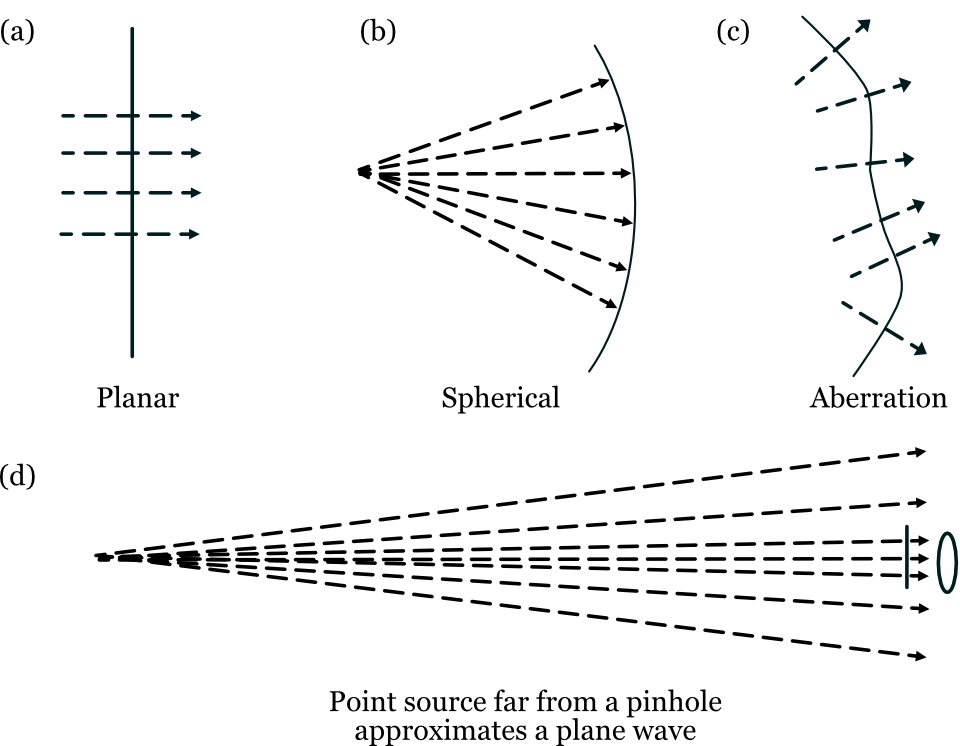 (a)
(b)
(c)
Planar
Spherical
Aberration
(d)
Point source far from a pinhole
approximates a plane wave